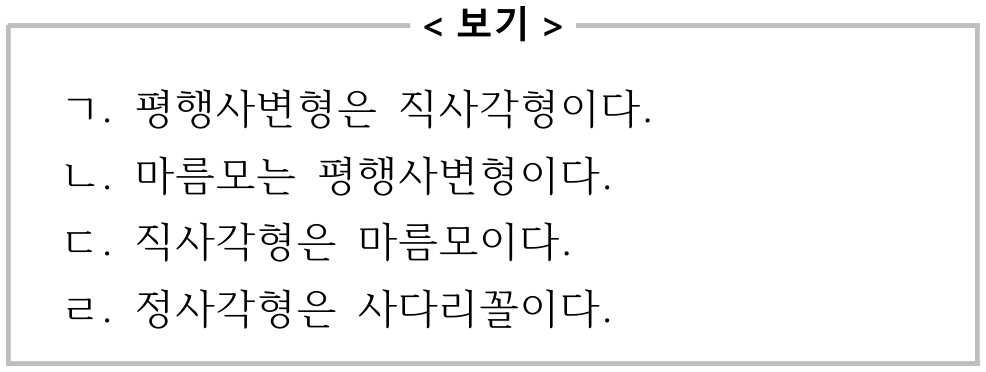 < 보기 >
ㄱ. 평행사변형은 직사각형이다.
ㄴ. 마름모는 평행사변형이다.
ㄷ. 직사각형은 마름모이다.
ㄹ. 정사각형은 사다리꼴이다.